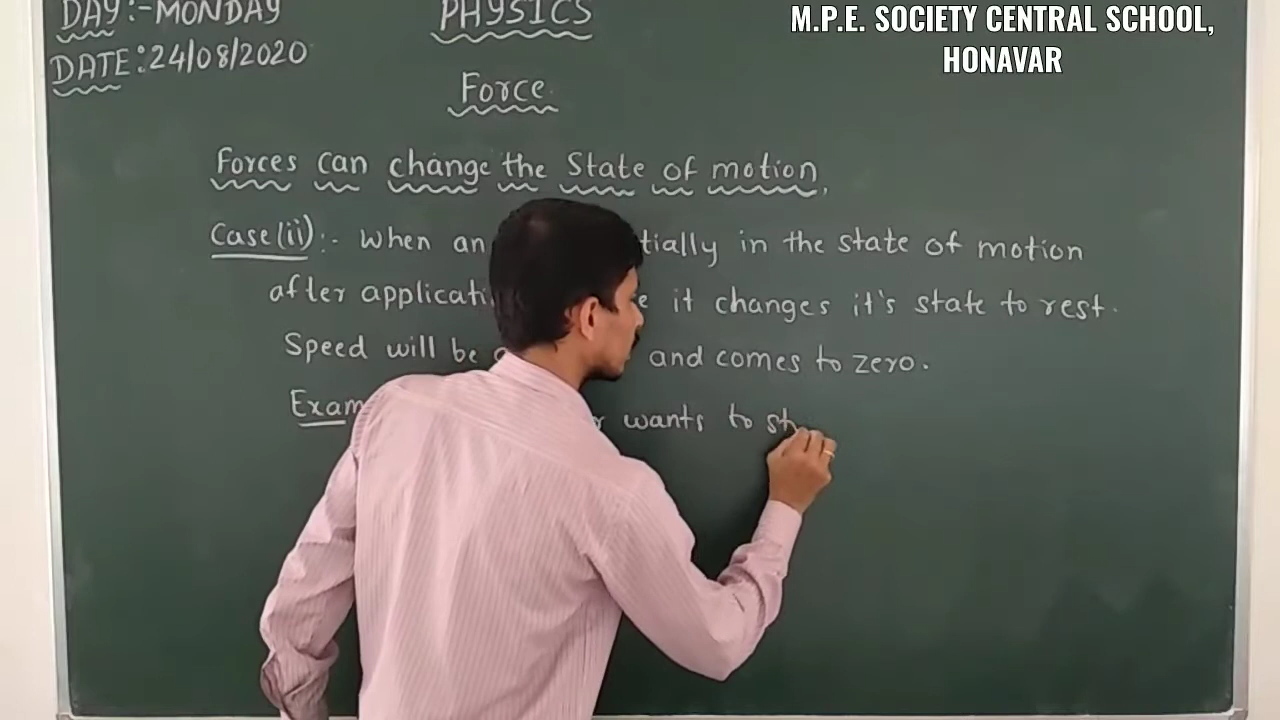 DAY:-MONDAY
PHYSICS
M.P.E. SOCIETY CENTRAL SCHOOL,
HONAVAR
DATE:24/08/2020
Force
Forces can change the State of motion,
Case(ii):- When an tially in the state of motion
after applicati it changes it's state to rest.
Speed will be and comes to zero.
Exam wants to st